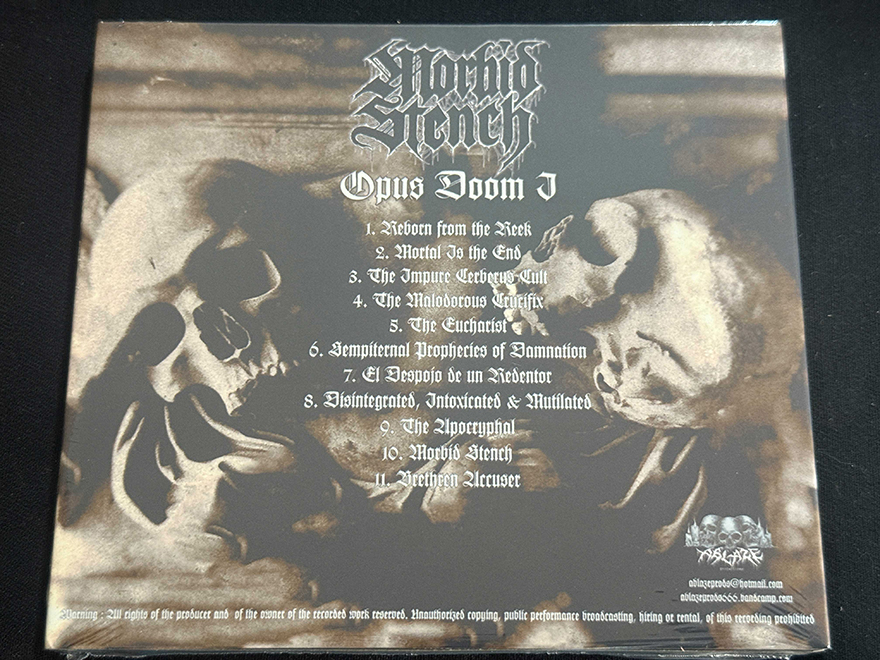 Morbid
Stench
Opus Doom I
1. Reborn from the Reek
2. Mortal Is the End
3. The Impure Cerberus Cult
4. The Malodorous Crucifix
5. The Eucharist
6. Sempiternal Prophecies of Damnation
7. El Despojo de un Redentor
8. Disintegrated, Intoxicated & Mutilated
9. The Apocryphal
10. Morbid Stench
11. Brethren Accuser
ABLAZE
ablazeprods@hotmail.com
ablazeprods666.bandcamp.com
Warning : All rights of the producer and of the owner of the recorded work reserved. Unauthorized copying, public performance broadcasting, hiring or rental, of this recording prohibited